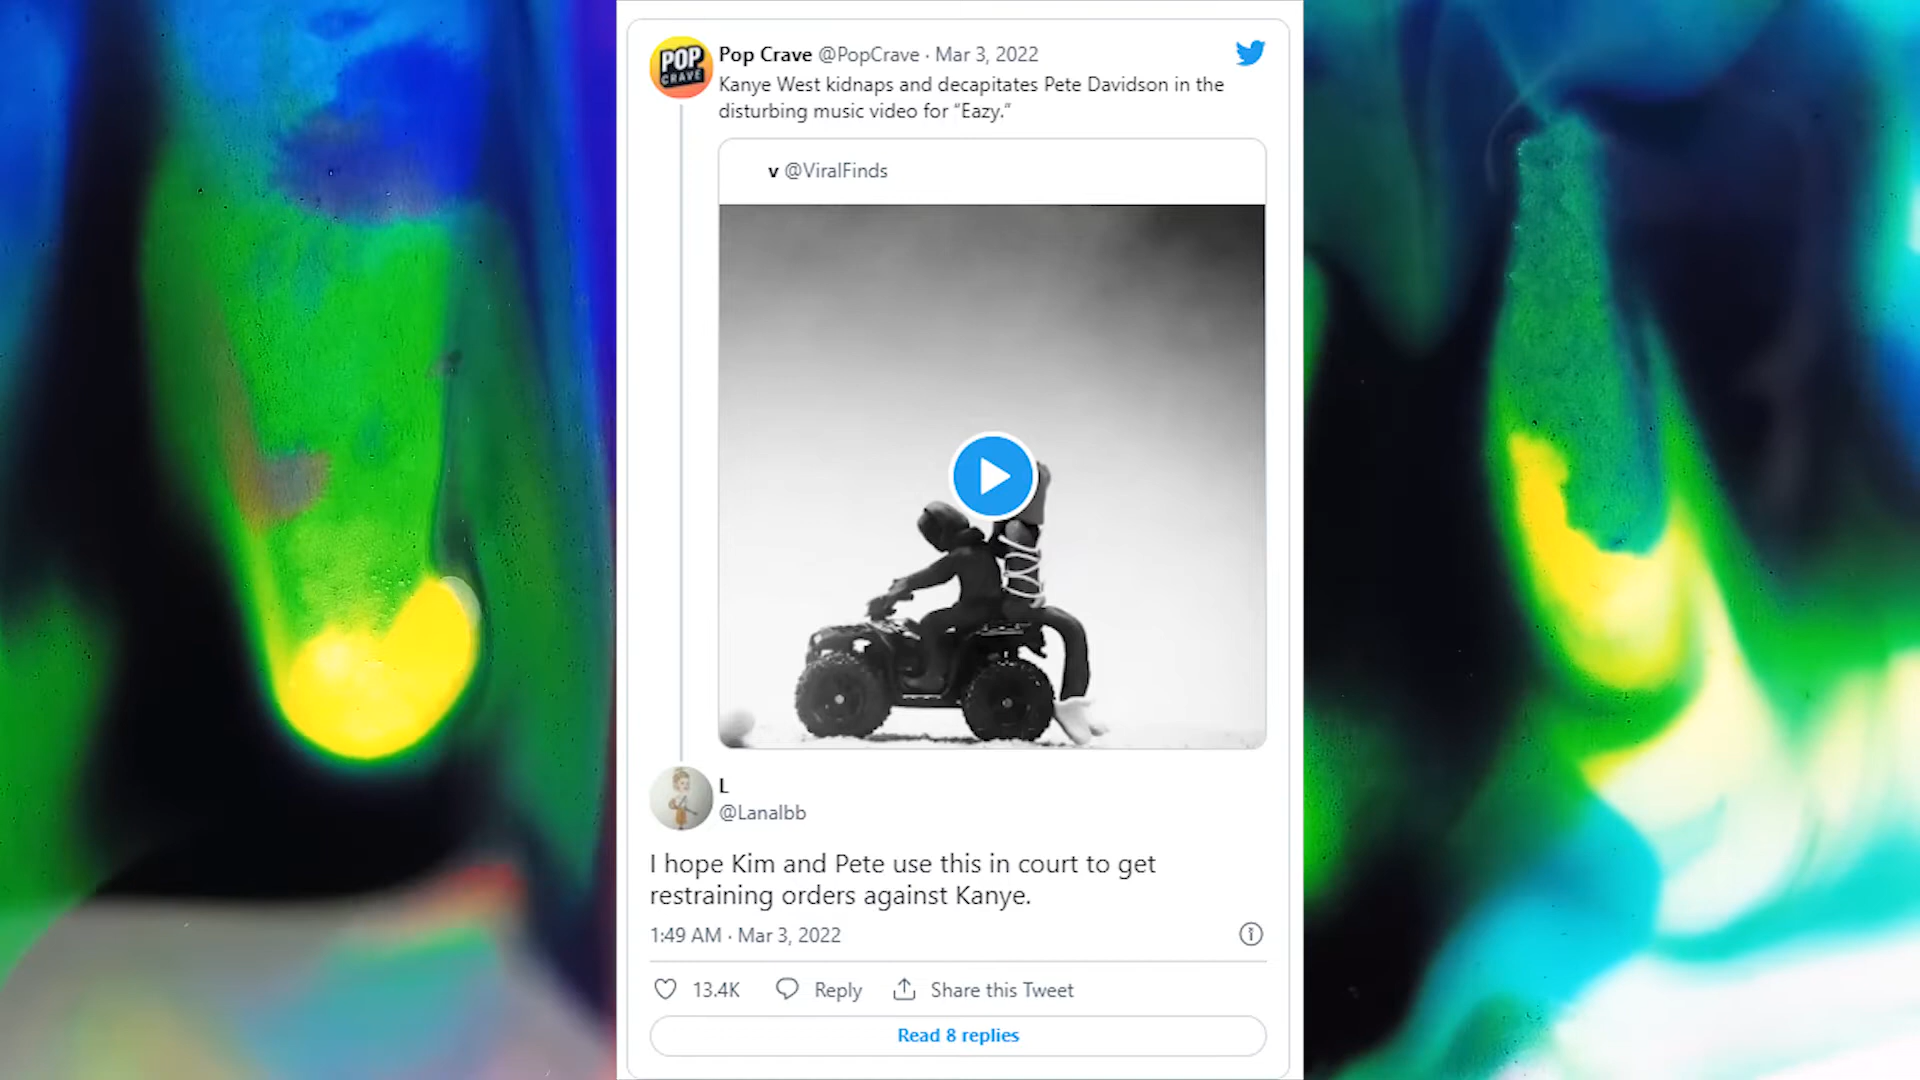 POP
CRAVE
Pop Crave @PopCrave · Mar 3, 2022
Kanye West kidnaps and decapitates Pete Davidson in the
disturbing music video for “Eazy.”
v @ViralFinds
L
@Lanalbb
I hope Kim and Pete use this in court to get
restraining orders against Kanye.
1:49 AM · Mar 3, 2022
13.4K Reply Share this Tweet
Read 8 replies